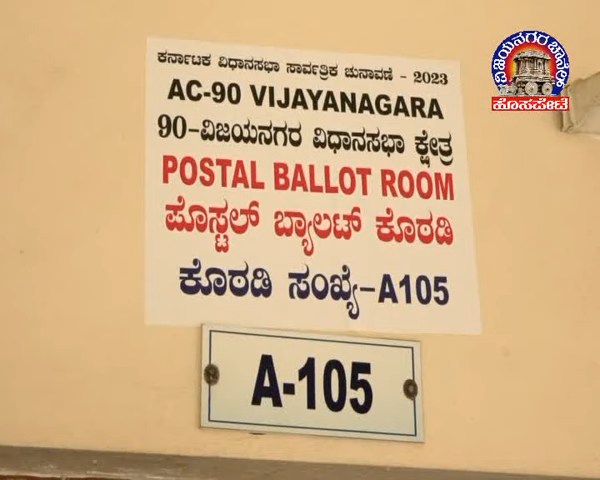 ಕರ್ನಾಟಕ ವಿಧಾನಸಭಾ ಸಾರ್ವತ್ರಿಕ ಚುನಾವಣೆ - 2023
AC-90 VIJAYANAGARA
90-ವಿಜಯನಗರ ವಿಧಾನಸಭಾ ಕ್ಷೇತ್ರ
POSTAL BALLOT ROOM
ಪೊಸ್ಟಲ್ ಬ್ಯಾಲಟ್ ಕೊಠಡಿ
ಕೊಠಡಿ ಸಂಖ್ಯೆ-A105
A-105
ವಿಜಯನಗರ ಚಾನೆಲ್
ಹೊಸಪೇಟೆ